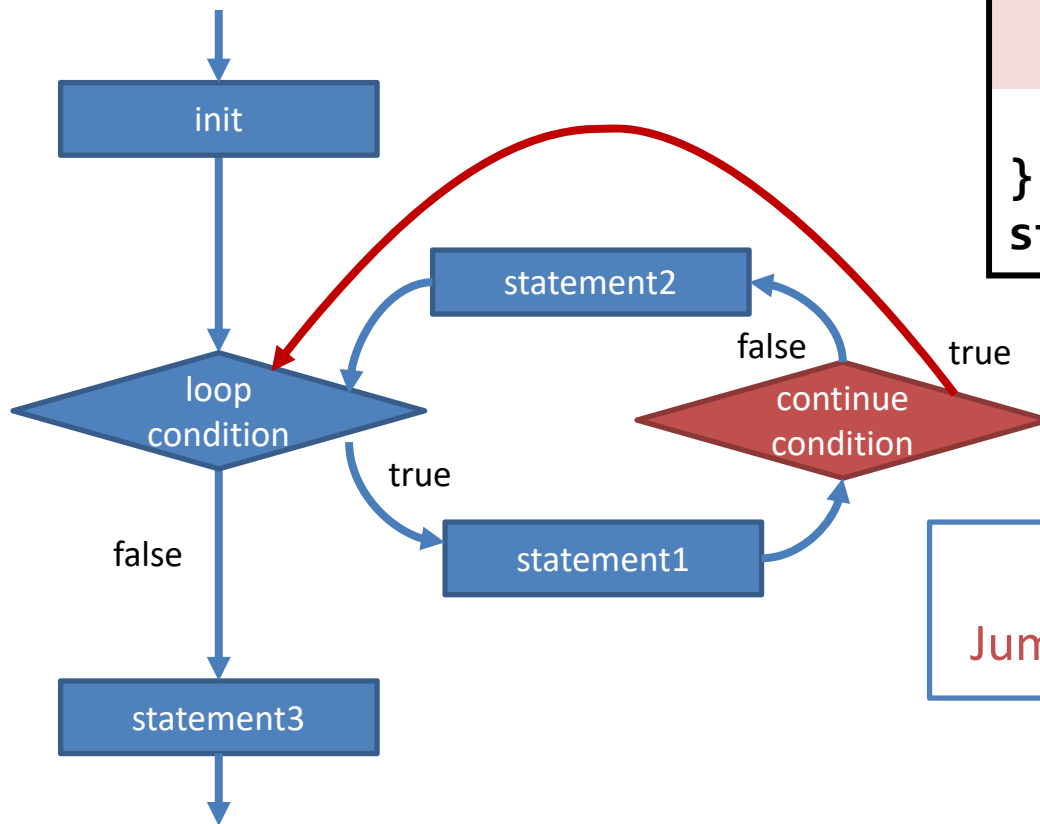 init
}
statement2
false
true
loop
condition
continue
condition
true
false
statement1
statement3